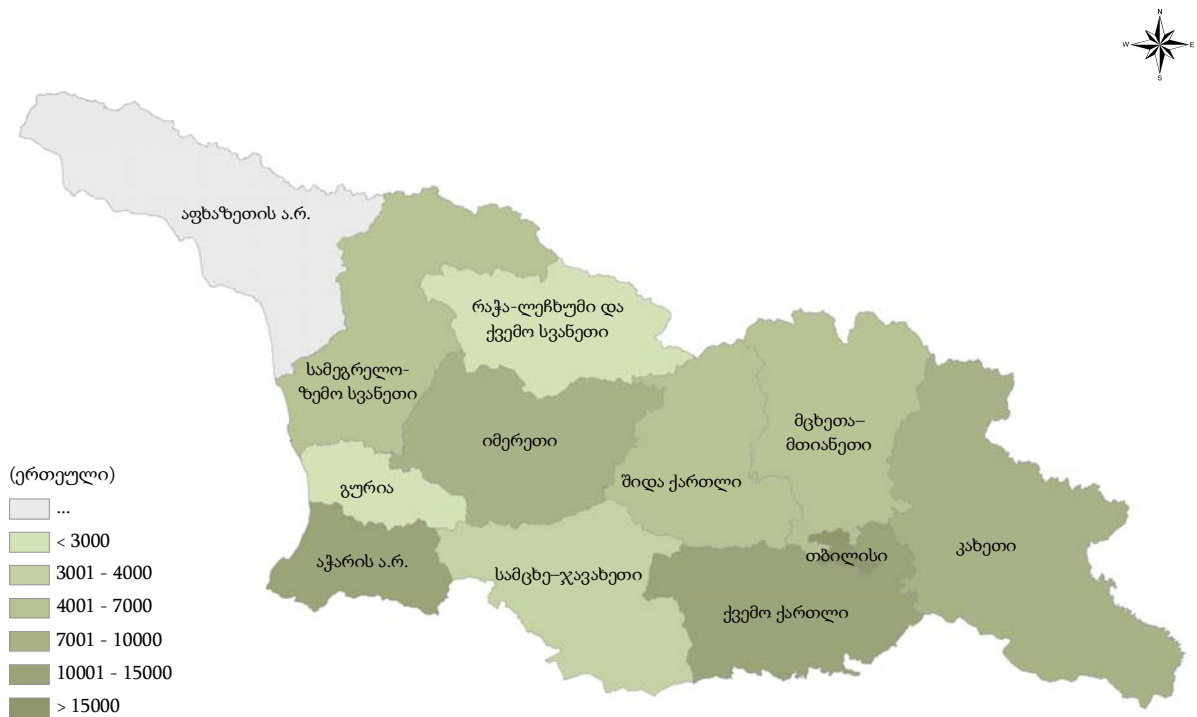 N
W E
S
აფხაზეთის ა.რ.
რაჭა-ლეჩხუმი და
ქვემო სვანეთი
სამეგრელო-
ზემო სვანეთი
იმერეთი
მცხეთა–
მთიანეთი
შიდა ქართლი
გურია
თბილისი
კახეთი
აჭარის ა.რ.
სამცხე–ჯავახეთი
ქვემო ქართლი
(ერთეული)
...
< 3000
3001 - 4000
4001 - 7000
7001 - 10000
10001 - 15000
> 15000